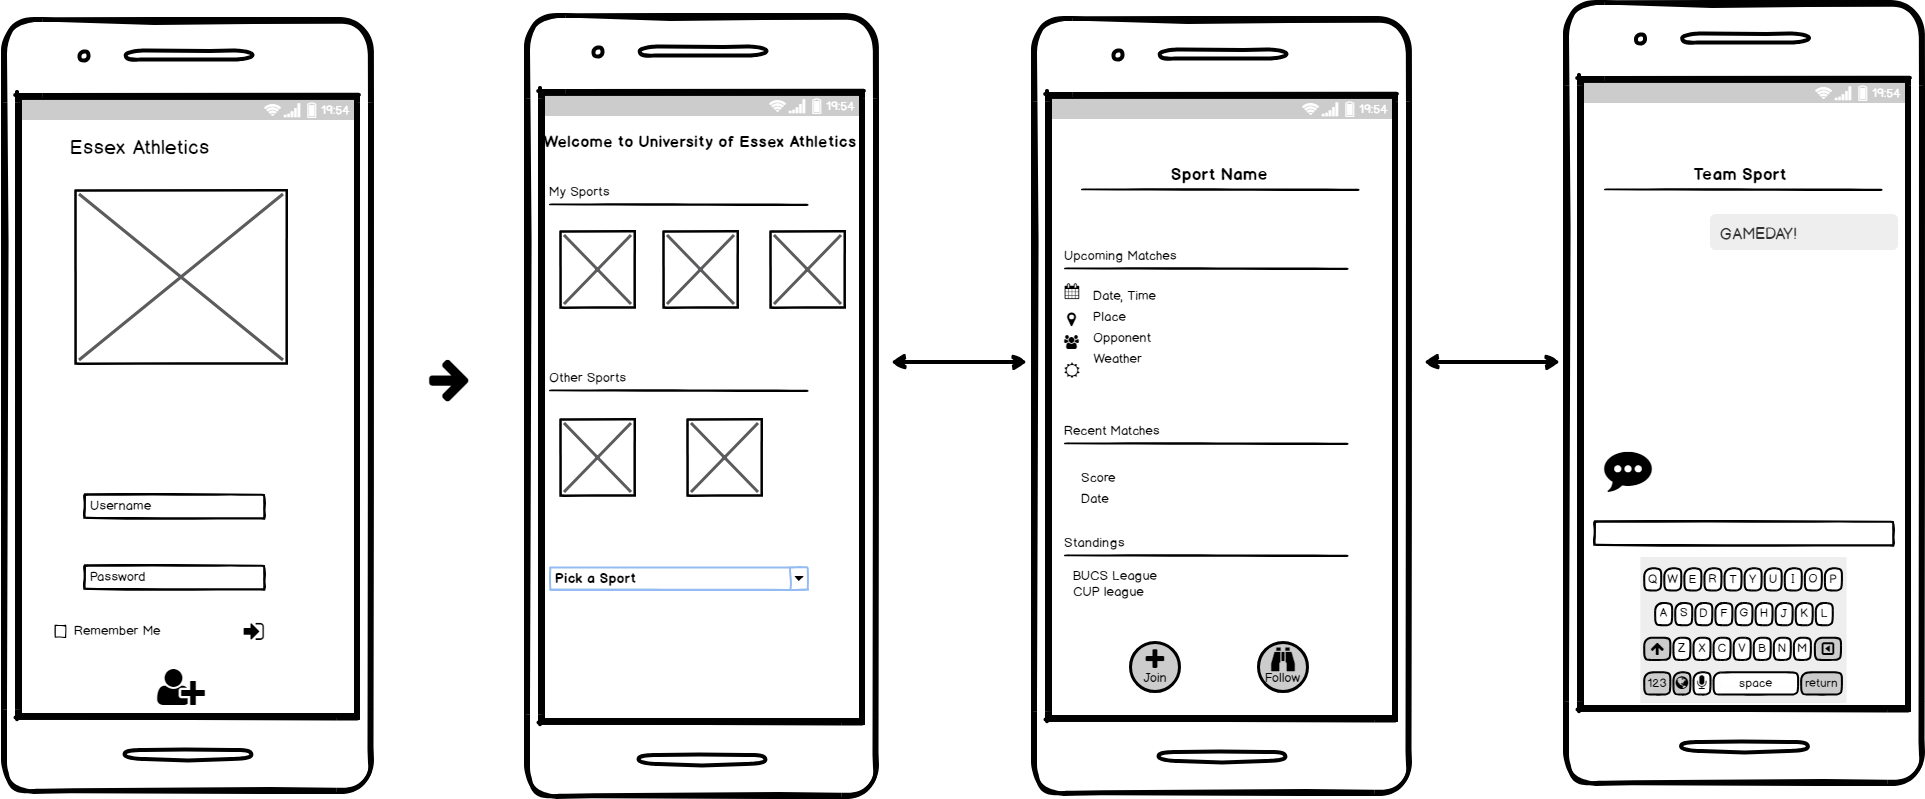 19:54
Essex Athletics
Username
Password
Remember Me
19:54
Welcome to University of Essex Athletics
My Sports
Other Sports
Pick a Sport
19:54
Sport Name
Upcoming Matches
Date, Time
Place
Opponent
Weather
Recent Matches
Score
Date
Standings
BUCS League
CUP league
Join
Follow
19:54
Team Sport
GAMEDAY!
Q W E R T Y U I O P
A S D F G H J K L
Z X C V B N M
123 space return